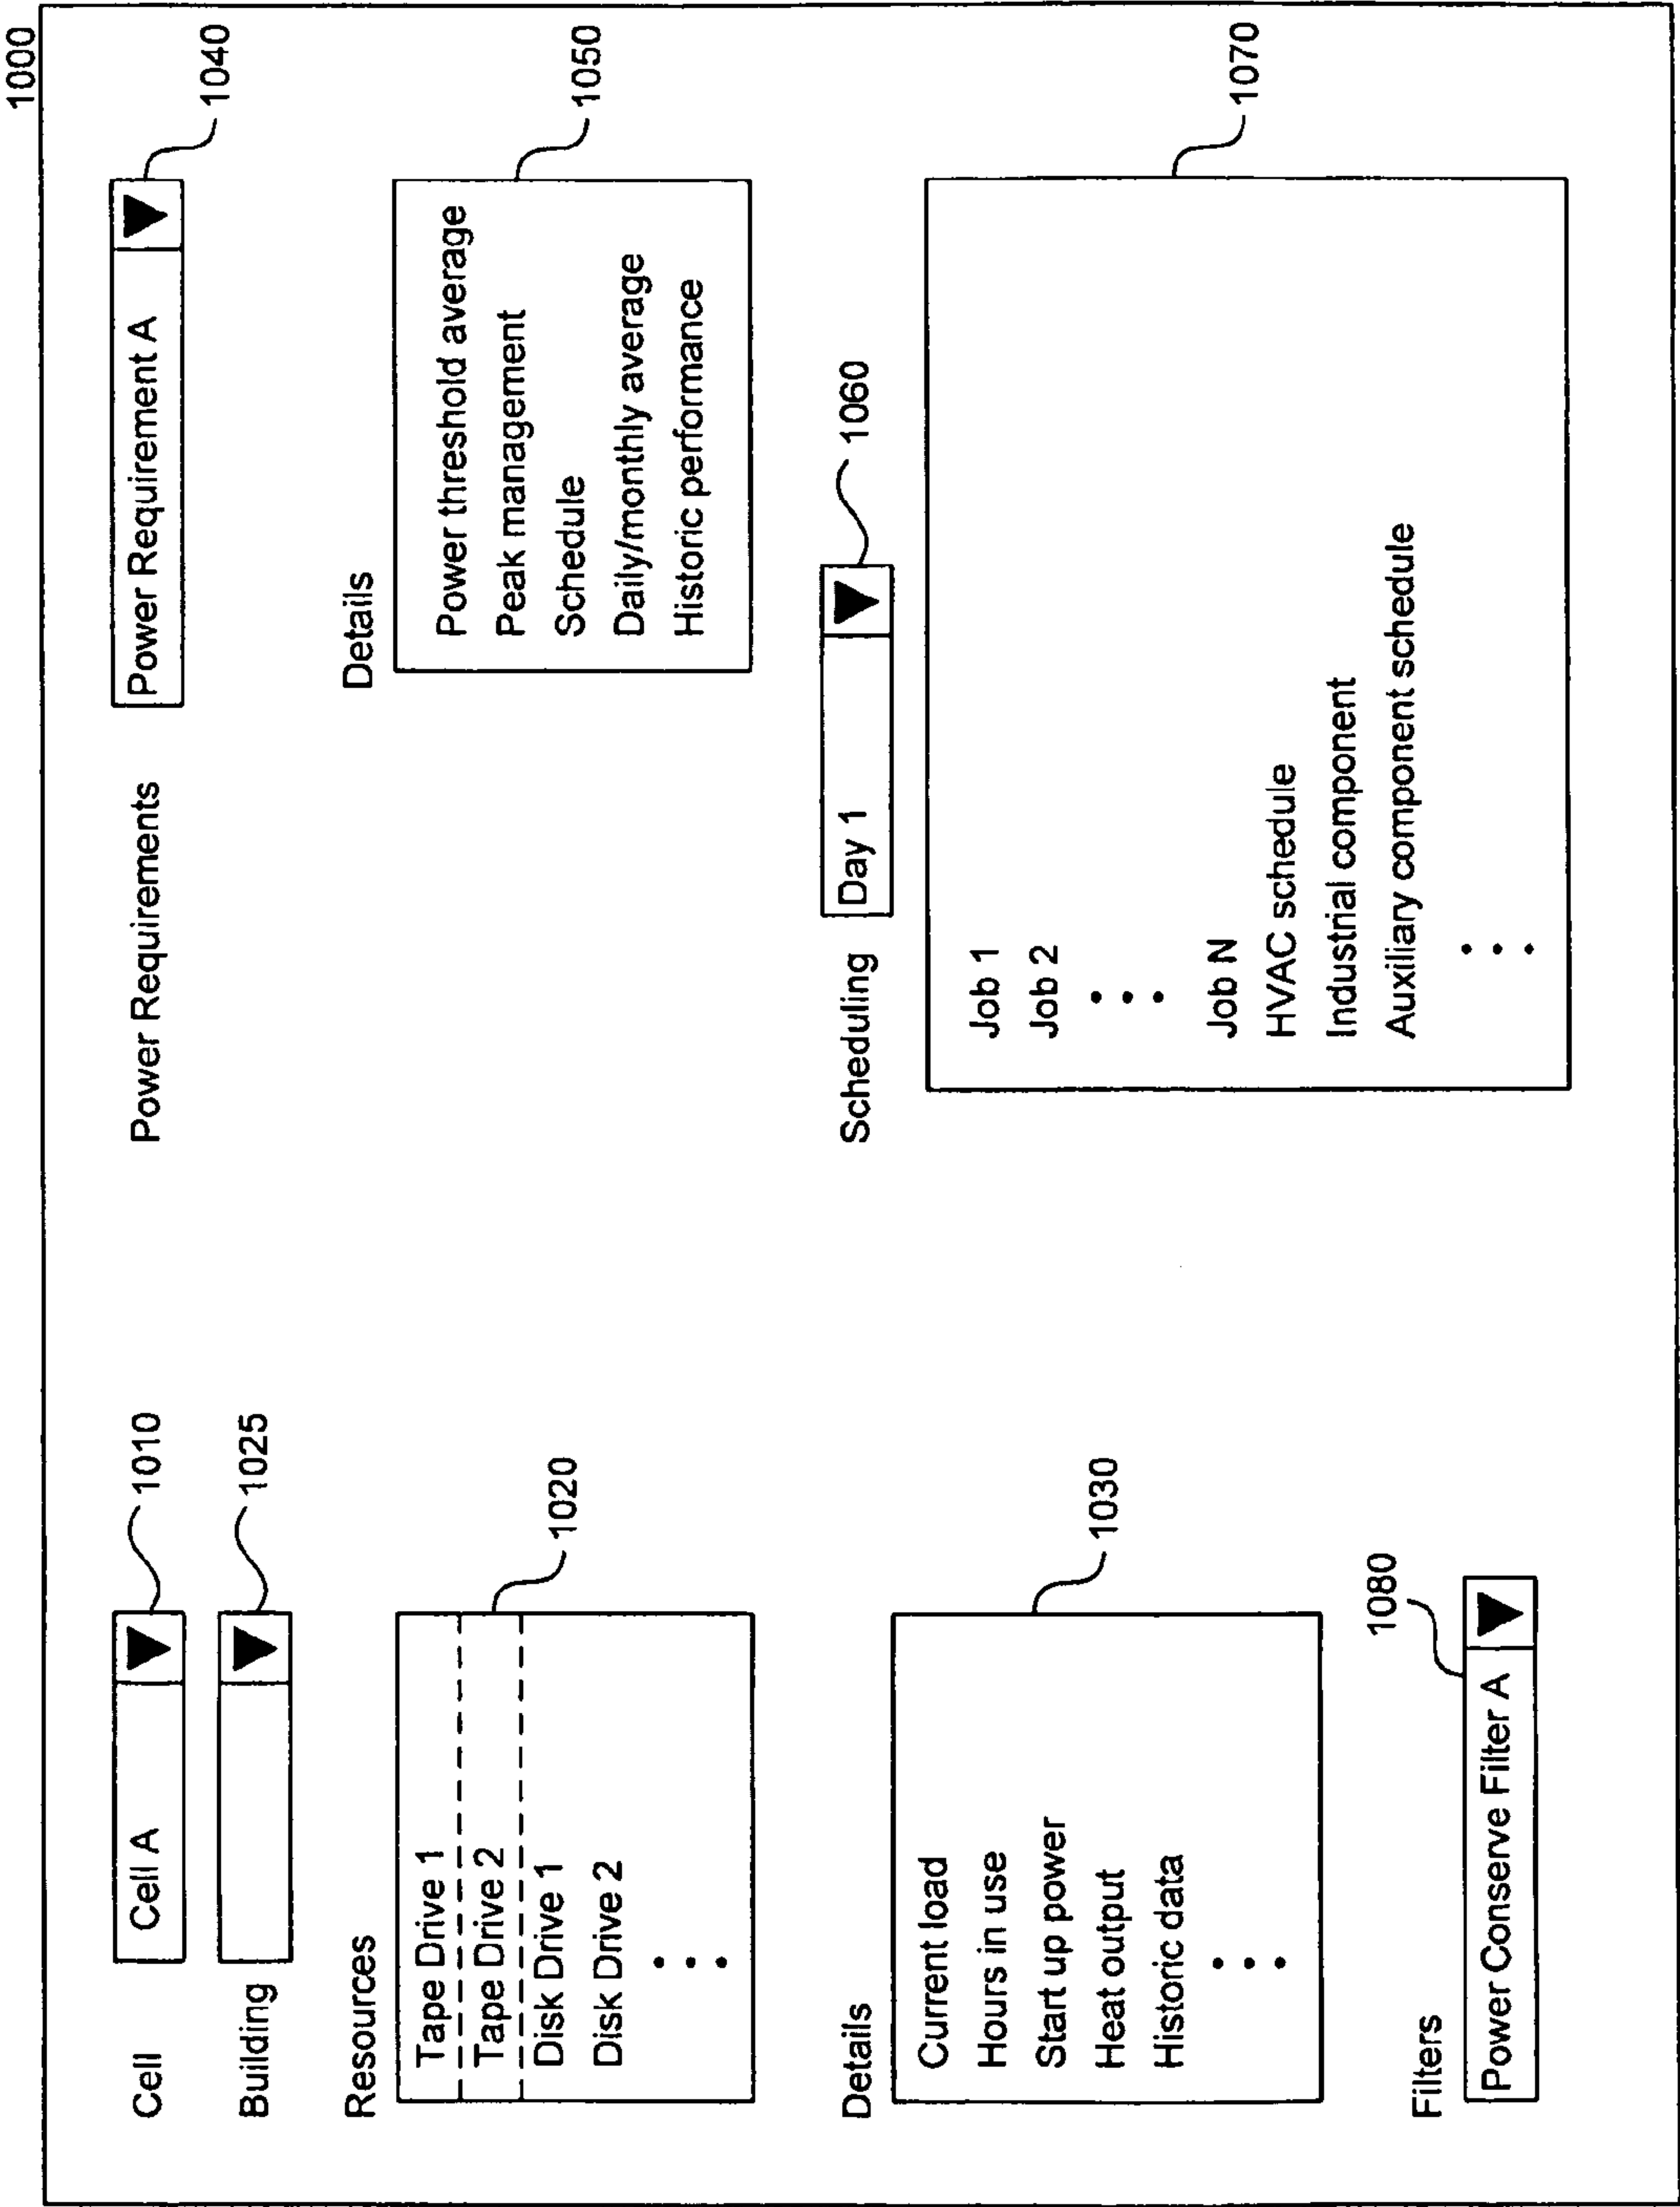 1000
Cell
Cell A
1010
Building
1025
Resources
Tape Drive 1
Tape Drive 2
Disk Drive 1
Disk Drive 2
1020
Details
Current load
Hours in use
Start up power
Heat output
Historic data
1030
Filters
Power Conserve Filter A
1080
Power Requirements
Power Requirement A
1040
Details
Power threshold average
Peak management
Schedule
Daily/monthly average
Historic performance
1050
Scheduling
Day 1
1060
Job 1
Job 2
Job N
HVAC schedule
Industrial component
Auxiliary component schedule
1070